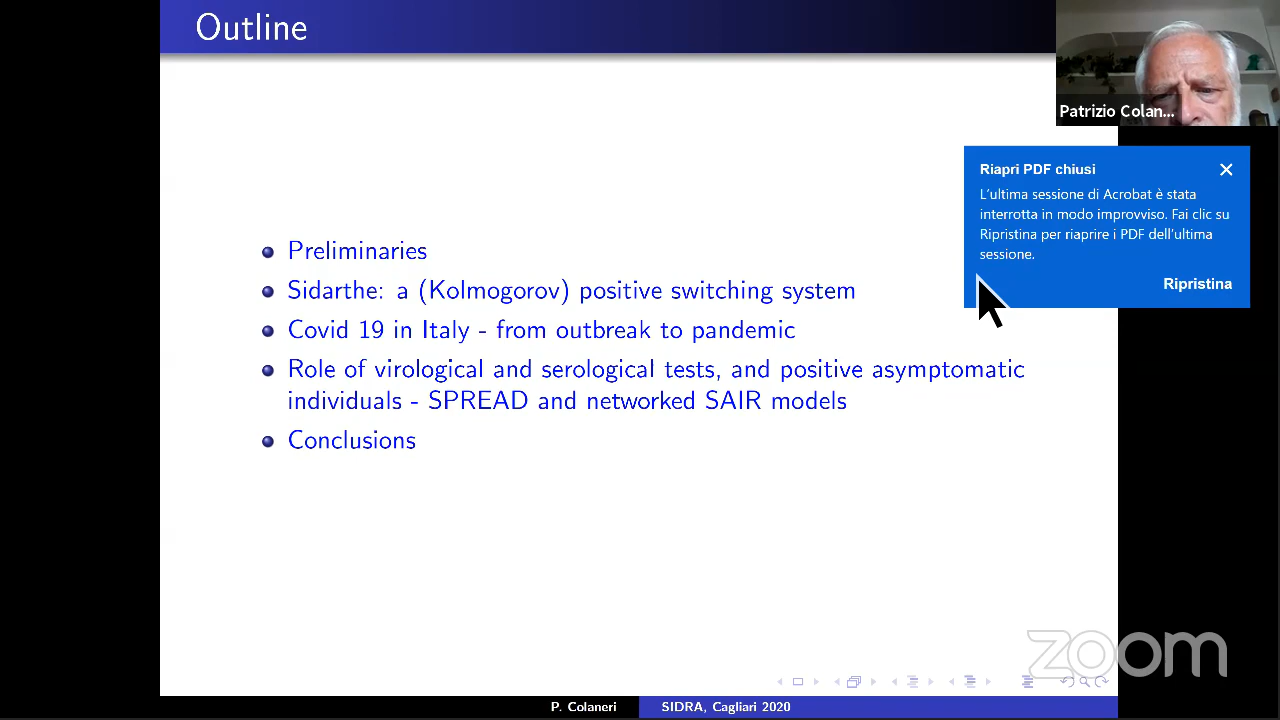 Outline
Patrizio Colan...
Riapri PDF chiusi
L'ultima sessione di Acrobat è stata
interrotta in modo improvviso. Fai clic su
Ripristina per riaprire i PDF dell'ultima
sessione.
Ripristina
Preliminaries
Sidarthe: a (Kolmogorov) positive switching system
Covid 19 in Italy - from outbreak to pandemic
Role of virological and serological tests, and positive asymptomatic
individuals - SPREAD and networked SAIR models
Conclusions
zoom
P. Colaneri
SIDRA, Cagliari 2020